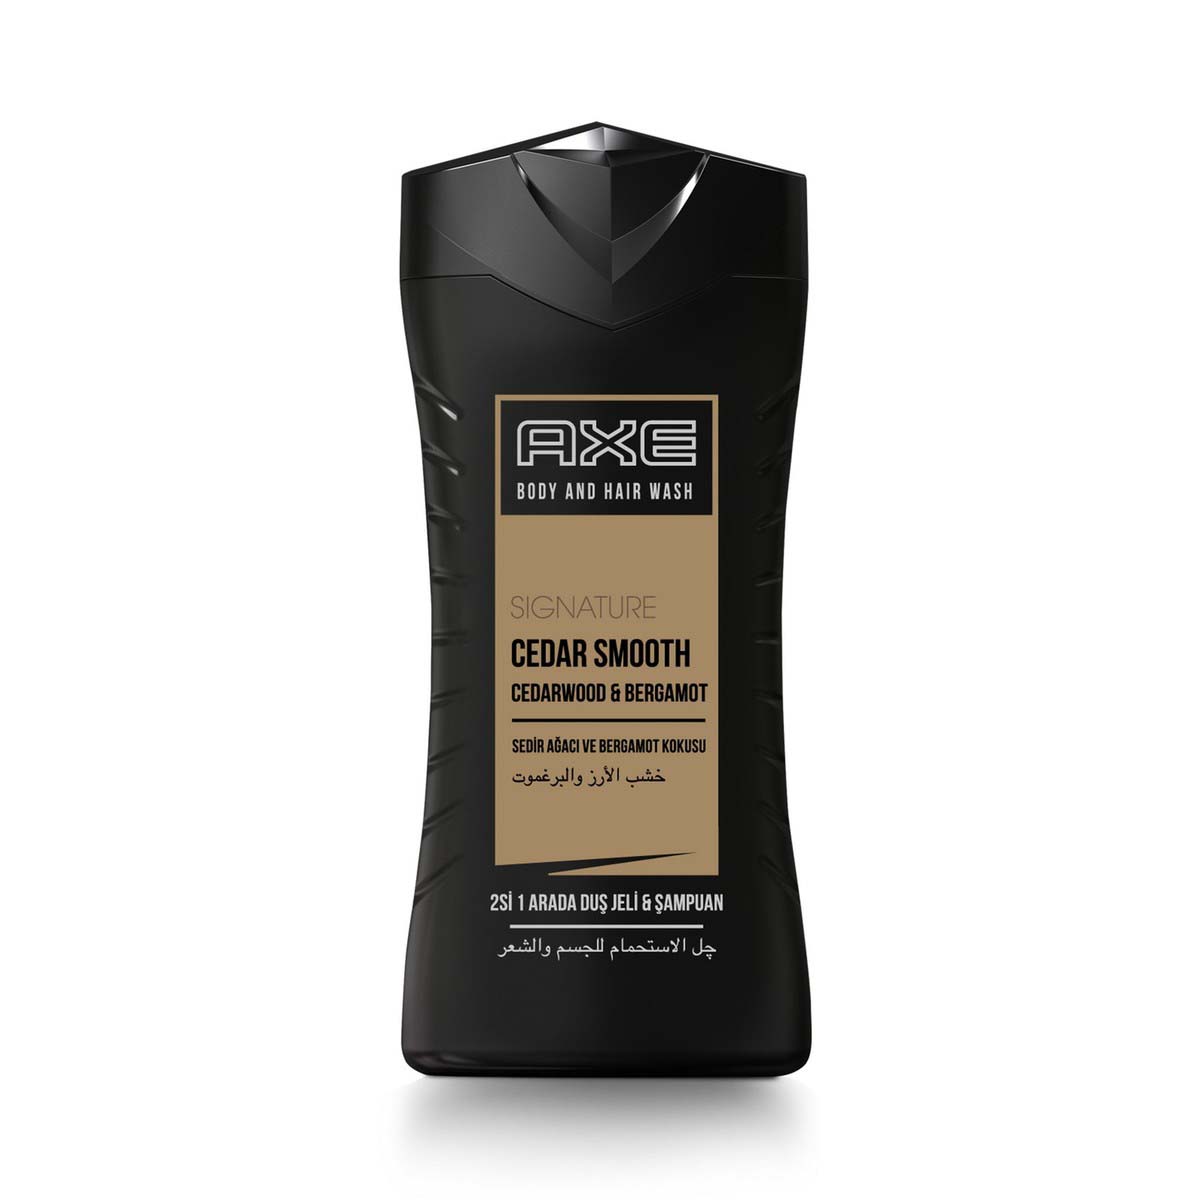 AXE
BODY AND HAIR WASH
SIGNATURE
CEDAR SMOOTH
CEDARWOOD & BERGAMOT
SEDİR AĞACI VE BERGAMOT KOKUSU
خشب الأرز والبرغموت
2Sİ 1 ARADA DUŞ JELİ & ŞAMPUAN
چل الاستحمام للجسم والشعر